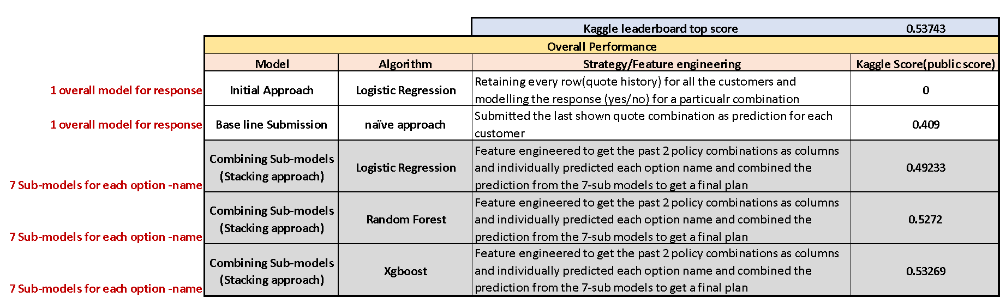 Kaggle leaderboard top score 0.53743
Overall Performance
Model Algorithm Strategy/Feature engineering Kaggle Score(public score)
1 overall model for response Initial Approach Logistic Regression Retaining every row(quote history) for all the customers and
modelling the response (yes/no) for a particualr combination 0
1 overall model for response Base line Submission naïve approach Submitted the last shown quote combination as prediction for each
customer 0.409
7 Sub-models for each option -name Combining Sub-models
(Stacking approach) Logistic Regression Feature engineered to get the past 2 policy combinations as columns
and individually predicted each option name and combined the
prediction from the 7-sub models to get a final plan 0.49233
7 Sub-models for each option -name Combining Sub-models
(Stacking approach) Random Forest Feature engineered to get the past 2 policy combinations as columns
and individually predicted each option name and combined the
prediction from the 7-sub models to get a final plan 0.5272
7 Sub-models for each option -name Combining Sub-models
(Stacking approach) Xgboost Feature engineered to get the past 2 policy combinations as columns
and individually predicted each option name and combined the
prediction from the 7-sub models to get a final plan 0.53269